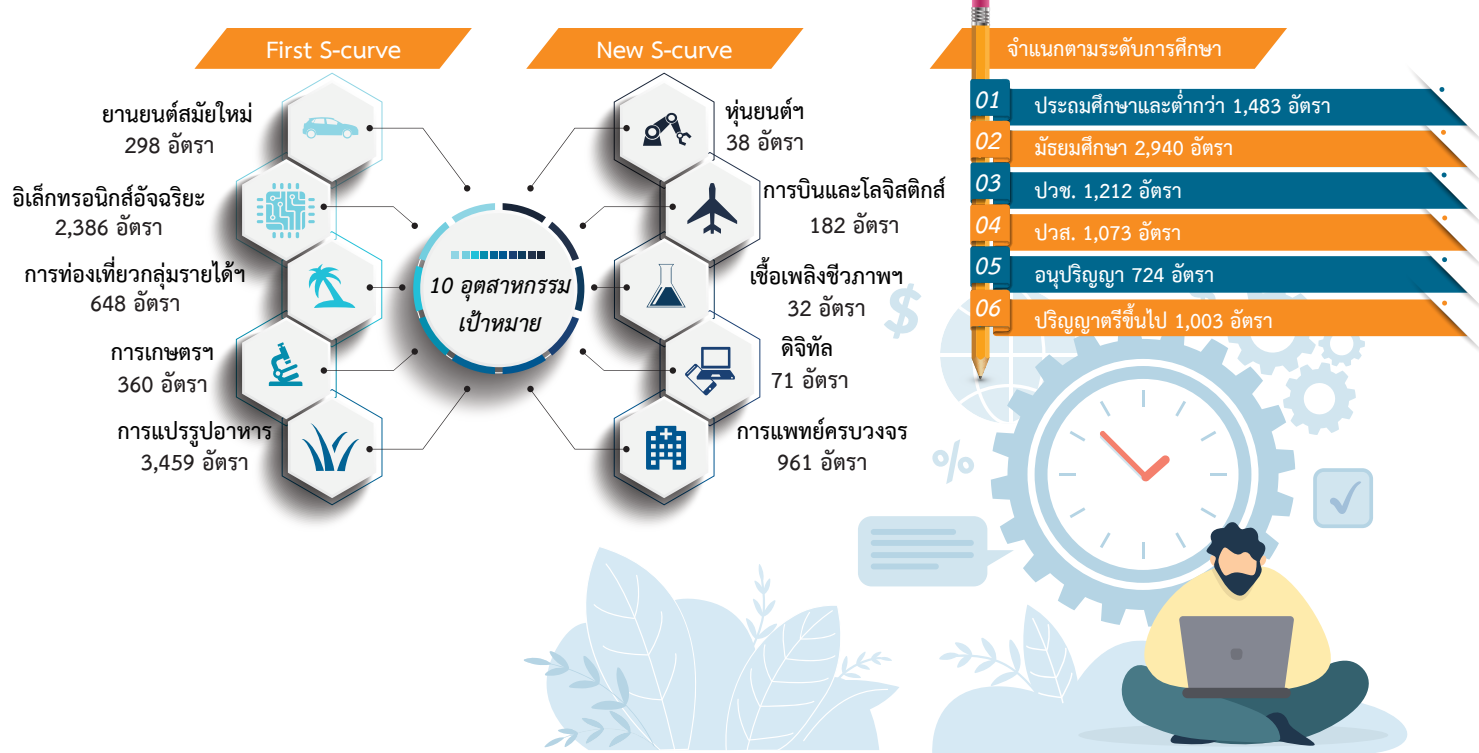 First S-curve
ยานยนต์สมัยใหม่
298 อัตรา
อิเล็กทรอนิกส์อัจฉริยะ
2,386 อัตรา
การท่องเที่ยวกลุ่มรายได้ฯ
648 อัตรา
การเกษตรฯ
360 อัตรา
การแปรรูปอาหาร
3,459 อัตรา
10 อุตสาหกรรม
เป้าหมาย
New S-curve
หุ่นยนต์ฯ
38 อัตรา
การบินและโลจิสติกส์
182 อัตรา
เชื้อเพลิงชีวภาพฯ
32 อัตรา
ดิจิทัล
71 อัตรา
การแพทย์ครบวงจร
961 อัตรา
จำแนกตามระดับการศึกษา
01 ประถมศึกษาและต่ำกว่า 1,483 อัตรา
02 มัธยมศึกษา 2,940 อัตรา
03 ปวช. 1,212 อัตรา
04 ปวส. 1,073 อัตรา
05 อนุปริญญา 724 อัตรา
06 ปริญญาตรีขึ้นไป 1,003 อัตรา
$
%